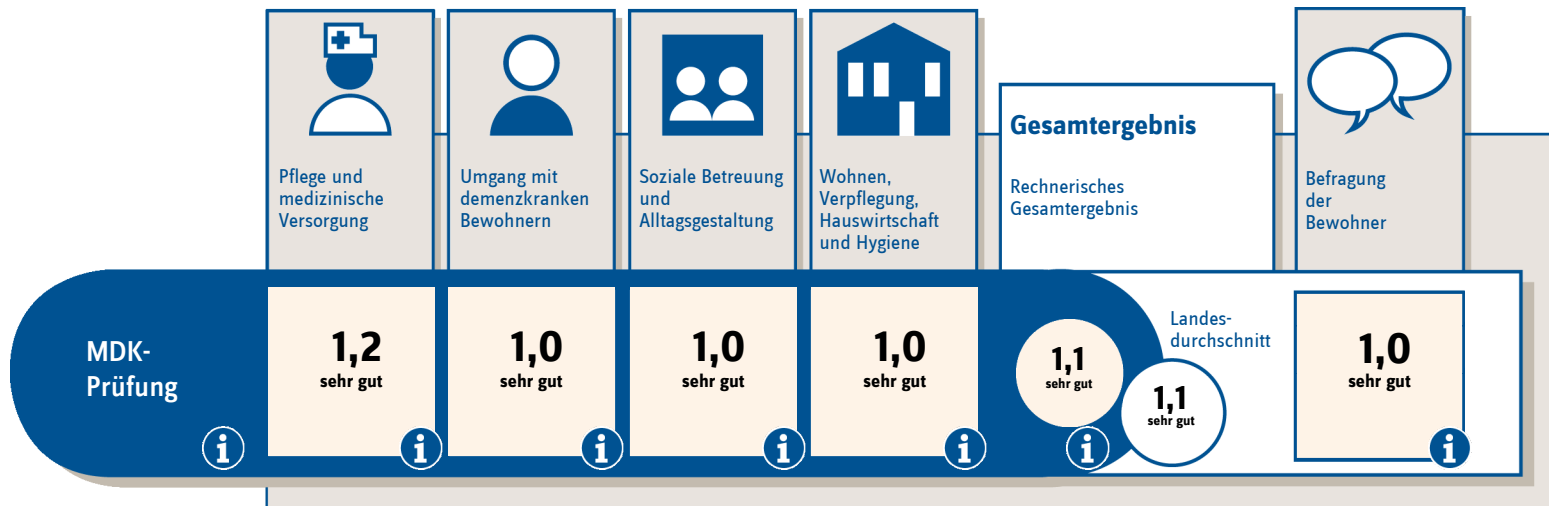 Pflege und
medizinische
Versorgung
Umgang mit
demenzkranken
Bewohnern
Soziale Betreuung
und
Alltagsgestaltung
Wohnen,
Verpflegung,
Hauswirtschaft
und Hygiene
Gesamtergebnis
Rechnerisches
Gesamtergebnis
Befragung
der
Bewohner
MDK-
Prüfung
i
1,2
sehr gut
i
1,0
sehr gut
i
1,0
sehr gut
i
1,0
sehr gut
i
1,1
sehr gut
i
Landes-
durchschnitt
1,1
sehr gut
1,0
sehr gut
i